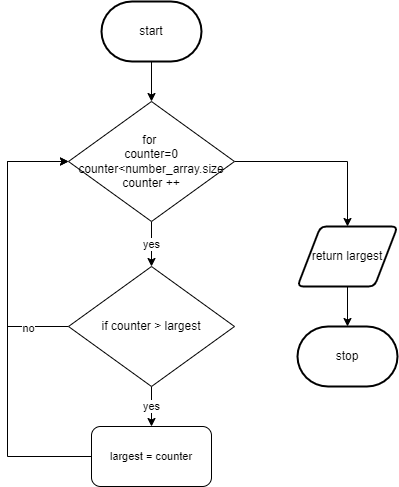 start
for
counter=0
counter<number_array.size
counter ++
yes
return largest
if counter > largest
no
stop
yes
largest = counter